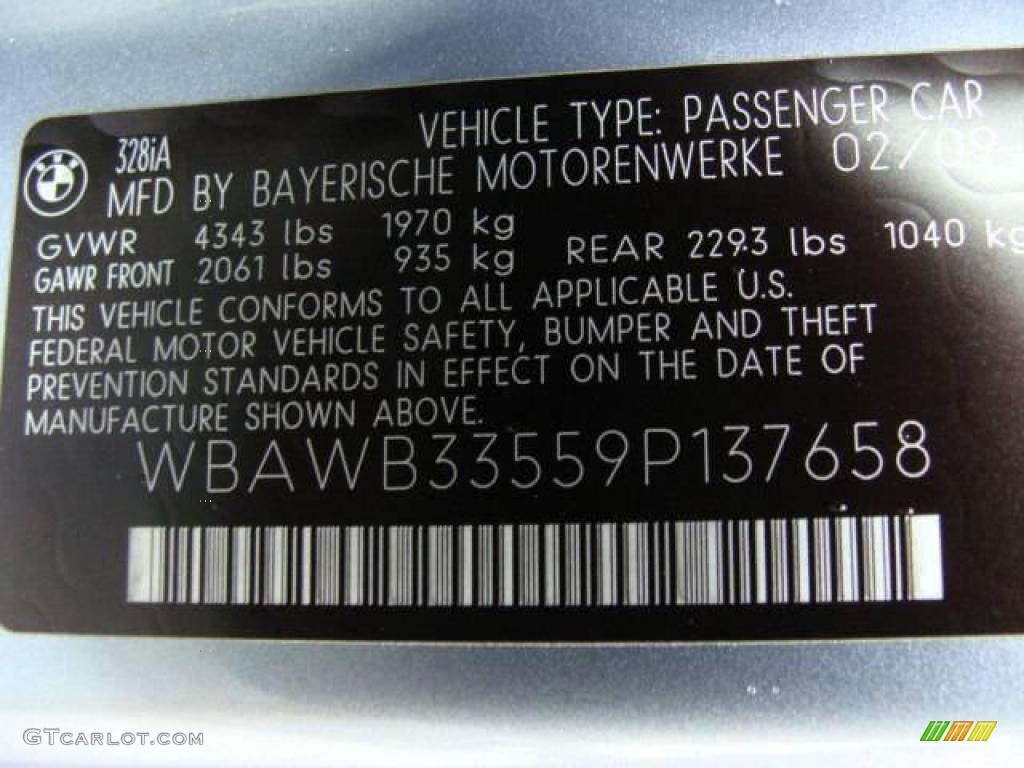 328iA VEHICLE TYPE: PASSENGER CAR
BMW
MFD BY BAYERISCHE MOTORENWERKE 02/09
GVWR 4343 lbs 1970 kg
GAWR FRONT 2061 lbs 935 kg REAR 2293 lbs 1040 kg
THIS VEHICLE CONFORMS TO ALL APPLICABLE U.S.
FEDERAL MOTOR VEHICLE SAFETY, BUMPER AND THEFT
PREVENTION STANDARDS IN EFFECT ON THE DATE OF
MANUFACTURE SHOWN ABOVE.
WBAWB33559P137658
GTCARLOT.COM